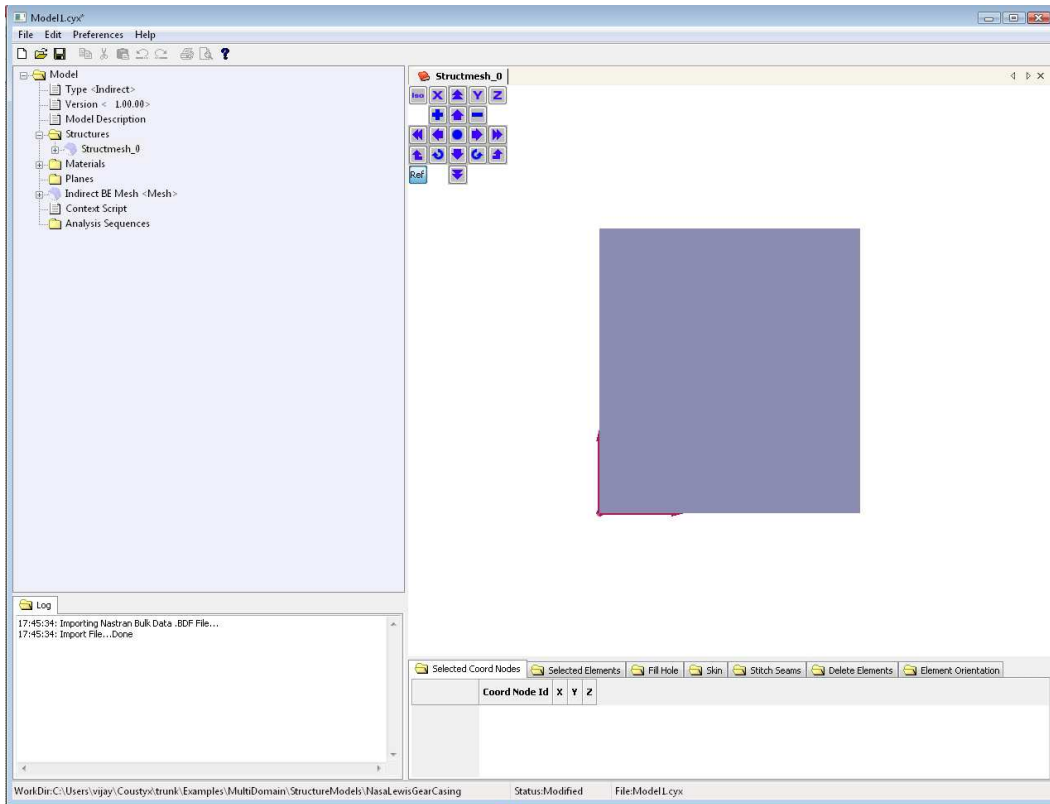 Model1.cyx*
File Edit Preferences Help
Model
Type <Indirect>
Version < 1.00.00>
Model Description
Structures
Structmesh_0
Materials
Planes
Indirect BE Mesh <Mesh>
Context Script
Analysis Sequences
Structmesh_0
Iso X Y Z
Ref
Log
17:45:34: Importing Nastran Bulk Data .BDF File...
17:45:34: Import File...Done
Selected Coord Nodes Selected Elements Fill Hole Skin Stitch Seams Delete Elements Element Orientation
Coord Node Id X Y Z
WorkDir:C:\Users\vijay\Coustyx\trunk\Examples\MultiDomain\StructureModels\NasaLewisGearCasing Status:Modified File:Model1.cyx